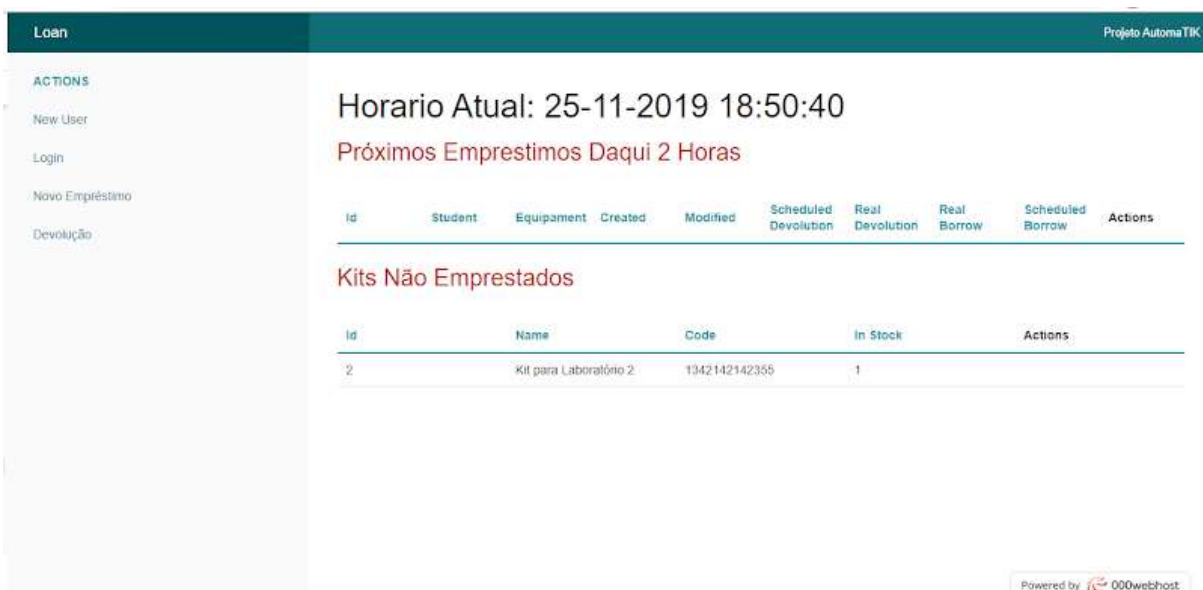 Loan
Projeto AutomaTIK
ACTIONS
New User
Login
Novo Empréstimo
Devolução
Horario Atual: 25-11-2019 18:50:40
Próximos Emprestimos Daqui 2 Horas
Id Student Equipament Created Modified Scheduled Devolution Real Devolution Real Borrow Scheduled Borrow Actions
Kits Não Emprestados
Id Name Code In Stock Actions
2 Kit para Laboratório 2 1342142142355 1
Powered by 000webhost